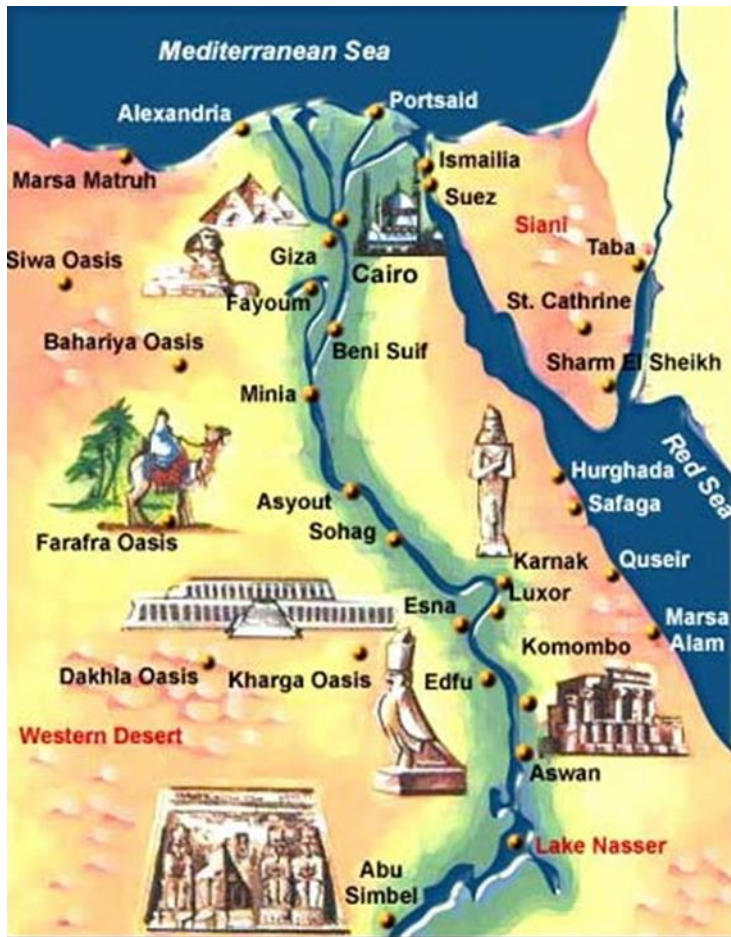 Mediterranean Sea
Portsaid
Alexandria
Ismailia
Marsa Matruh
Suez
Siani
Taba
Giza
Siwa Oasis
Cairo
Fayoum
St. Cathrine
Bahariya Oasis
Beni Suif
Sharm El Sheikh
Minia
Red Sea
Hurghada
Asyout
Safaga
Sohag
Farafra Oasis
Karnak
Quseir
Luxor
Esna
Marsa
Alam
Komombo
Dakhla Oasis
Kharga Oasis
Edfu
Western Desert
Aswan
Lake Nasser
Abu
Simbel